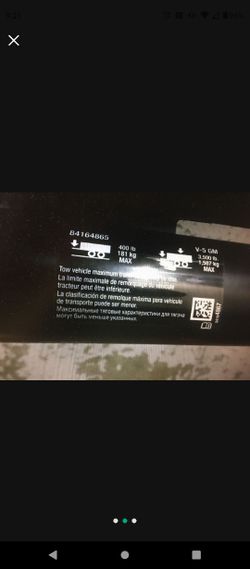 84164865
400 lb
181 kg
MAX
V-5 GM
3,500 lb
1,587 kg
MAX
Tow vehicle maximum
La limite maximale de remorquage du véhicule
tracteur peut être inférieure.
La clasificación de remolque máxima para vehículo
de transporte puede ser menor.
Максимальные тяговые характеристики для тягача
могут быть меньше указанных.